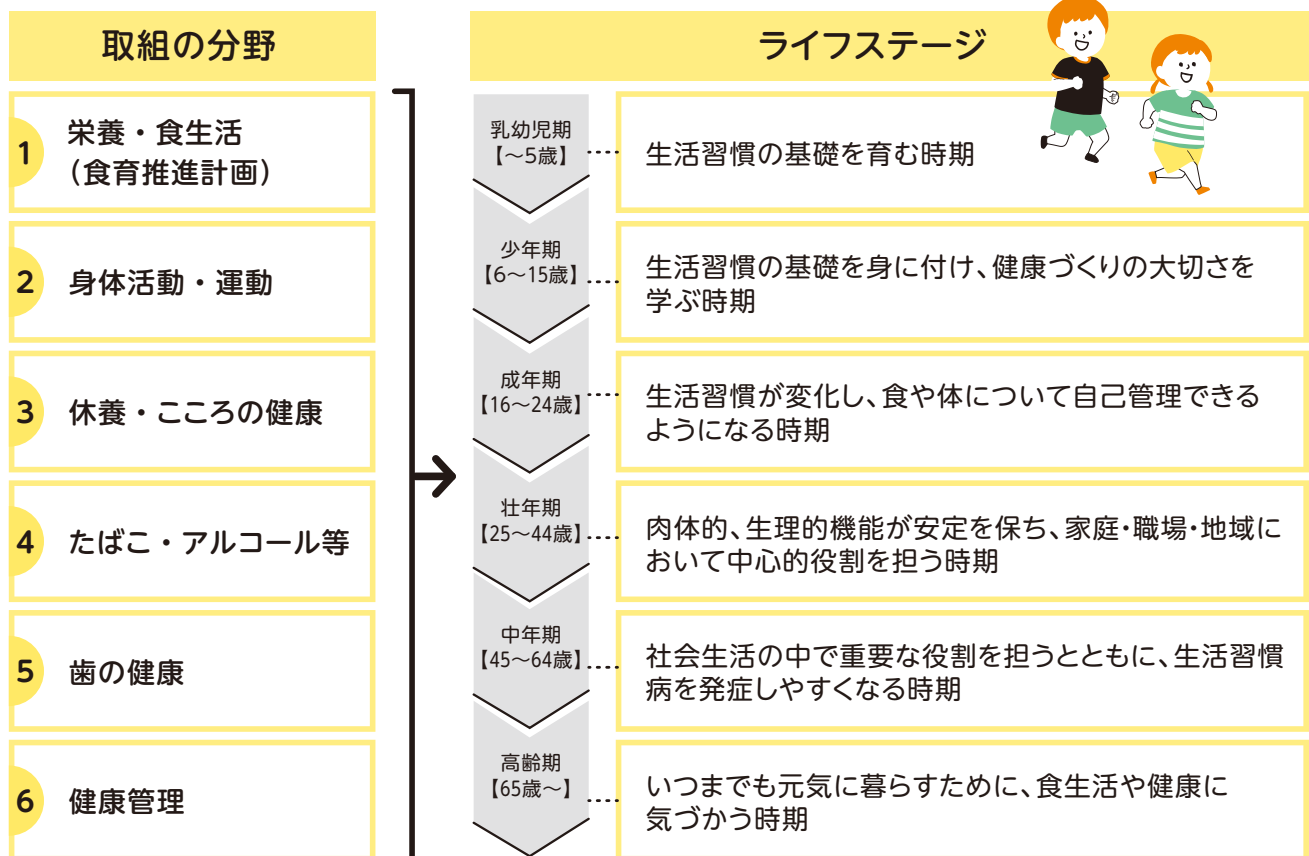 取組の分野
1
栄養・食生活
（食育推進計画）
2
身体活動・運動
3
休養・こころの健康
4
たばこ・アルコール等
5
歯の健康
6
健康管理
ライフステージ
乳幼児期
【～5歳】
生活習慣の基礎を育む時期
少年期
【6～15歳】
生活習慣の基礎を身に付け、健康づくりの大切さを
学ぶ時期
成年期
【16～24歳】
生活習慣が変化し、食や体について自己管理できる
ようになる時期
壮年期
【25～44歳】
肉体的、生理的機能が安定を保ち、家庭・職場・地域に
おいて中心的役割を担う時期
中年期
【45～64歳】
社会生活の中で重要な役割を担うとともに、生活習慣
病を発症しやすくなる時期
高齢期
【65歳～】
いつまでも元気に暮らすために、食生活や健康に
気づかう時期